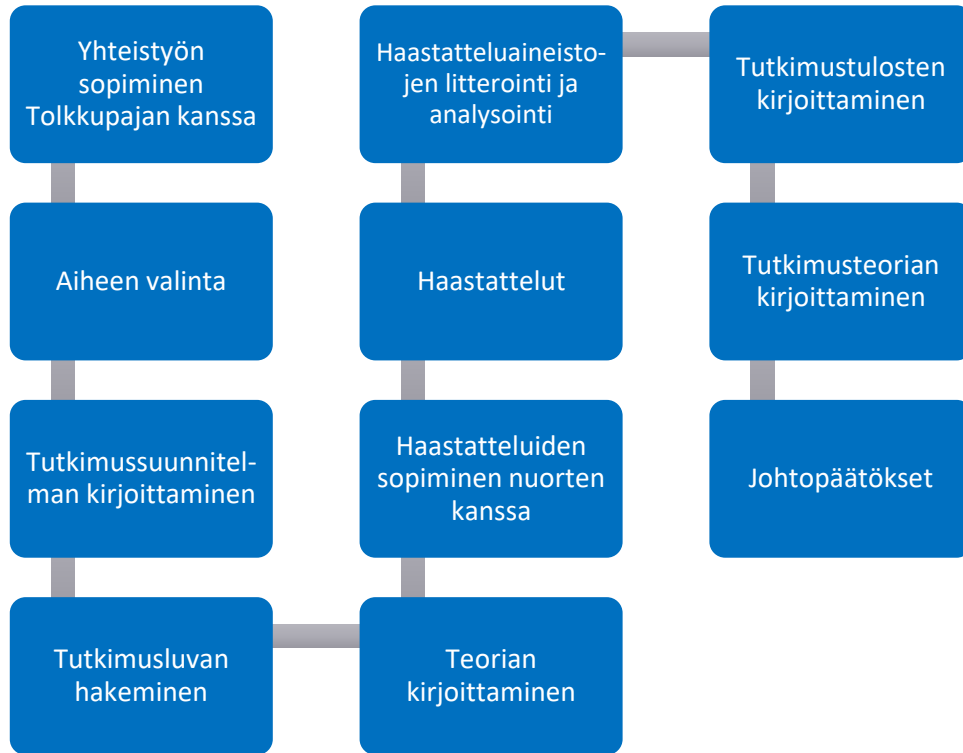 Yhteistyön
sopiminen
Tolkkupajan kanssa
Aiheen valinta
Tutkimussuunnitel-
man kirjoittaminen
Tutkimusluvan
hakeminen
Teorian
kirjoittaminen
Haastatteluiden
sopiminen nuorten
kanssa
Haastattelut
Haastatteluaineisto-
jen litterointi ja
analysointi
Tutkimustulosten
kirjoittaminen
Tutkimusteorian
kirjoittaminen
Johtopäätökset